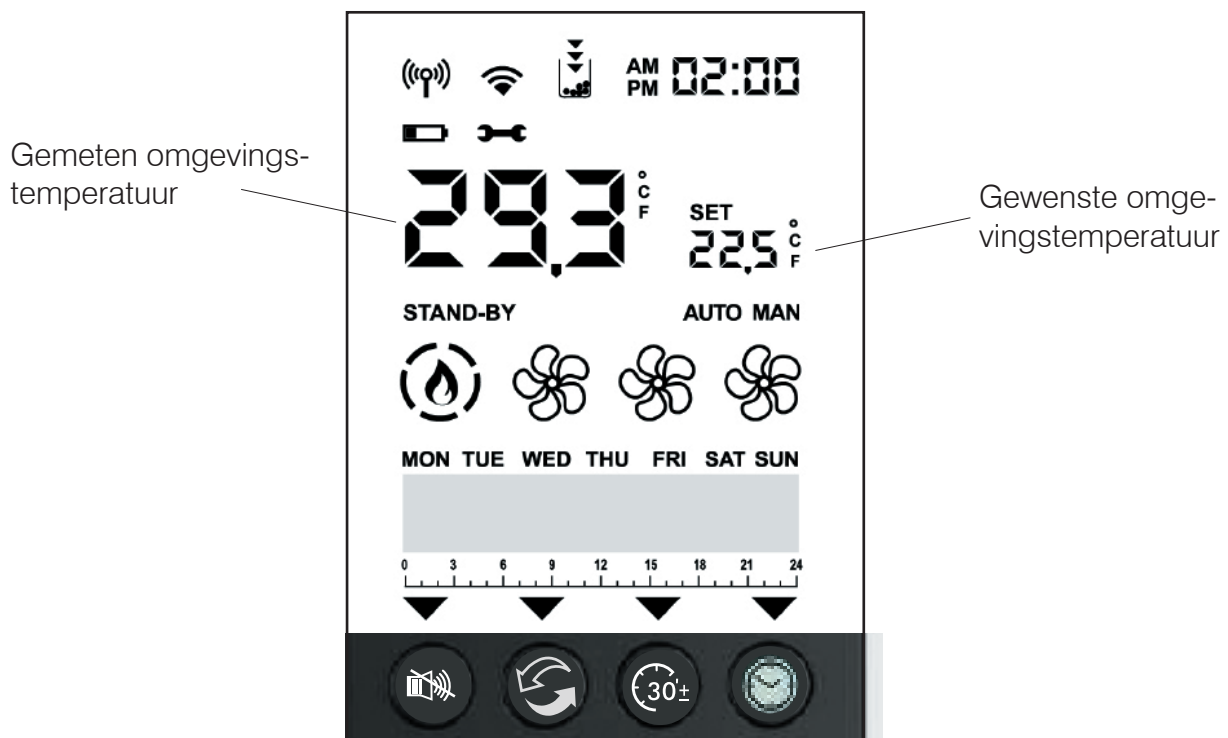 AM 02:00
PM
Gemeten omgevings-
temperatuur
29,3 °C
F
SET
22,5 °C
F
Gewenste omge-
vingstemperatuur
STAND-BY AUTO MAN
MON TUE WED THU FRI SAT SUN
0 3 6 9 12 15 18 21 24
30'±